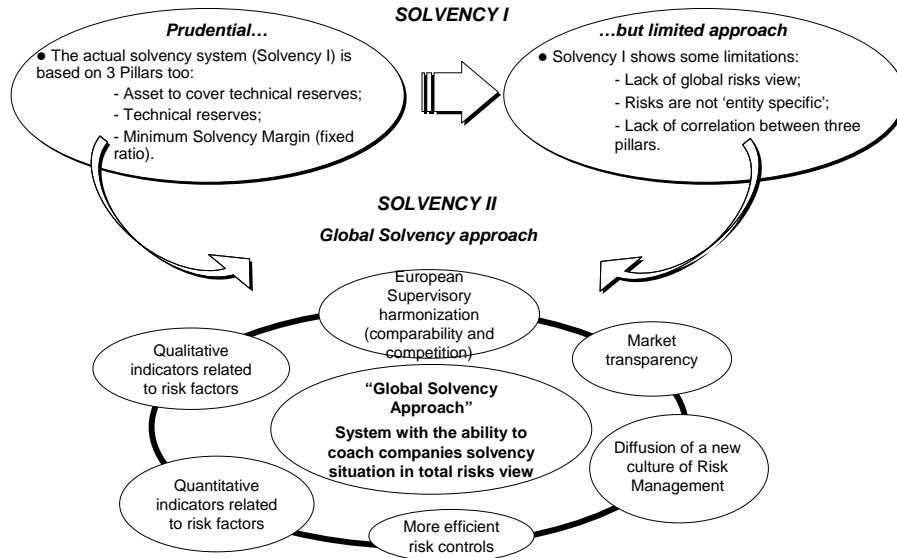 SOLVENCY I
Prudential…
● The actual solvency system (Solvency I) is
based on 3 Pillars too:
- Asset to cover technical reserves;
- Technical reserves;
- Minimum Solvency Margin (fixed
ratio).
…but limited approach
● Solvency I shows some limitations:
- Lack of global risks view;
- Risks are not ‘entity specific’;
- Lack of correlation between three
pillars.
SOLVENCY II
Global Solvency approach
European
Supervisory
harmonization
(comparability and
competition)
Qualitative
indicators related
to risk factors
Market
transparency
“Global Solvency
Approach”
System with the ability to
coach companies solvency
situation in total risks view
Diffusion of a new
culture of Risk
Management
Quantitative
indicators related
to risk factors
More efficient
risk controls